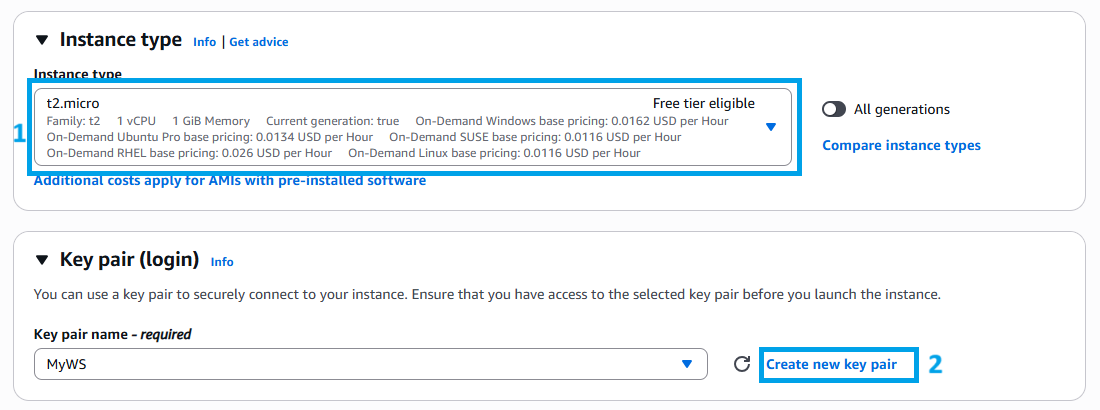 Instance type Info | Get advice
Instance type
t2.micro Free tier eligible
Family: t2 1 vCPU 1 GiB Memory Current generation: true On-Demand Windows base pricing: 0.0162 USD per Hour
On-Demand Ubuntu Pro base pricing: 0.0134 USD per Hour On-Demand SUSE base pricing: 0.0116 USD per Hour
On-Demand RHEL base pricing: 0.026 USD per Hour On-Demand Linux base pricing: 0.0116 USD per Hour
1
All generations
Compare instance types
Additional costs apply for AMIs with pre-installed software
Key pair (login) Info
You can use a key pair to securely connect to your instance. Ensure that you have access to the selected key pair before you launch the instance.
Key pair name - required
MyWS
Create new key pair 2